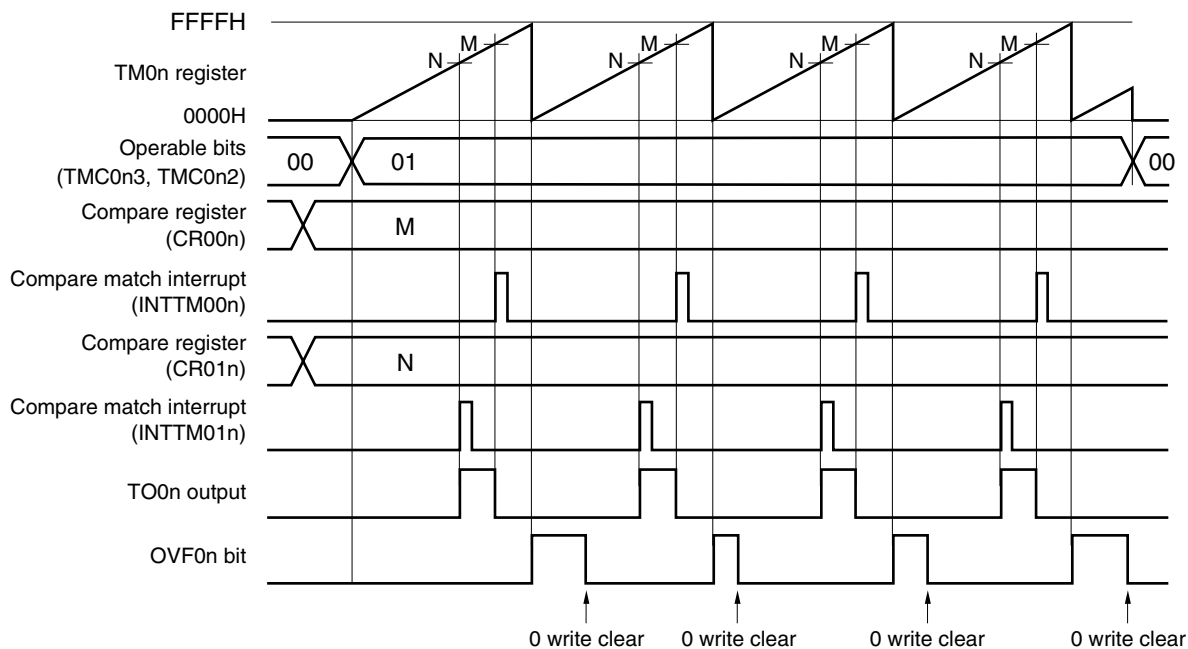 FFFFH
M M M M
N N N N
TM0n register
0000H
Operable bits
(TMC0n3, TMC0n2)
00 01 00
Compare register
(CR00n)
M
Compare match interrupt
(INTTM00n)
Compare register
(CR01n)
N
Compare match interrupt
(INTTM01n)
TO0n output
OVF0n bit
0 write clear 0 write clear 0 write clear 0 write clear